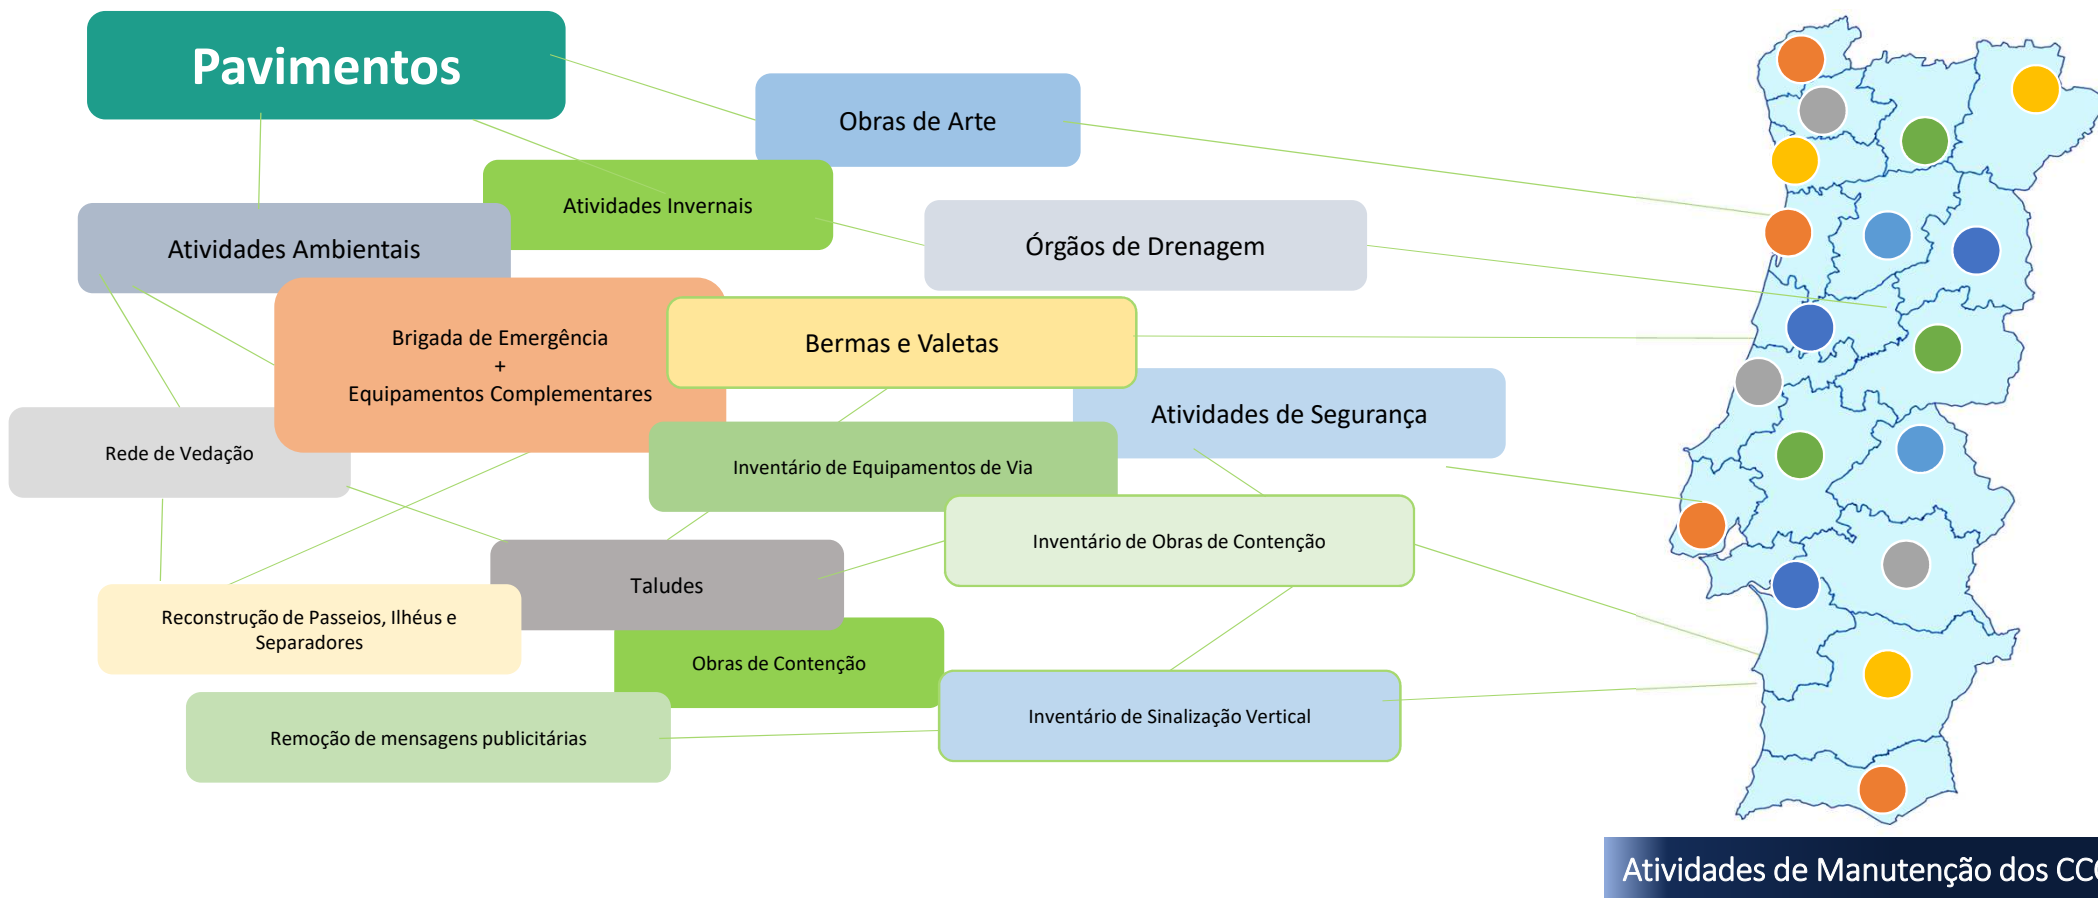 Pavimentos
Obras de Arte
Atividades Invernais
Atividades Ambientais
Órgãos de Drenagem
Brigada de Emergência
+
Equipamentos Complementares
Bermas e Valetas
Atividades de Segurança
Rede de Vedação
Inventário de Equipamentos de Via
Inventário de Obras de Contenção
Taludes
Reconstrução de Passeios, Ilhéus e
Separadores
Obras de Contenção
Inventário de Sinalização Vertical
Remoção de mensagens publicitárias
Atividades de Manutenção dos